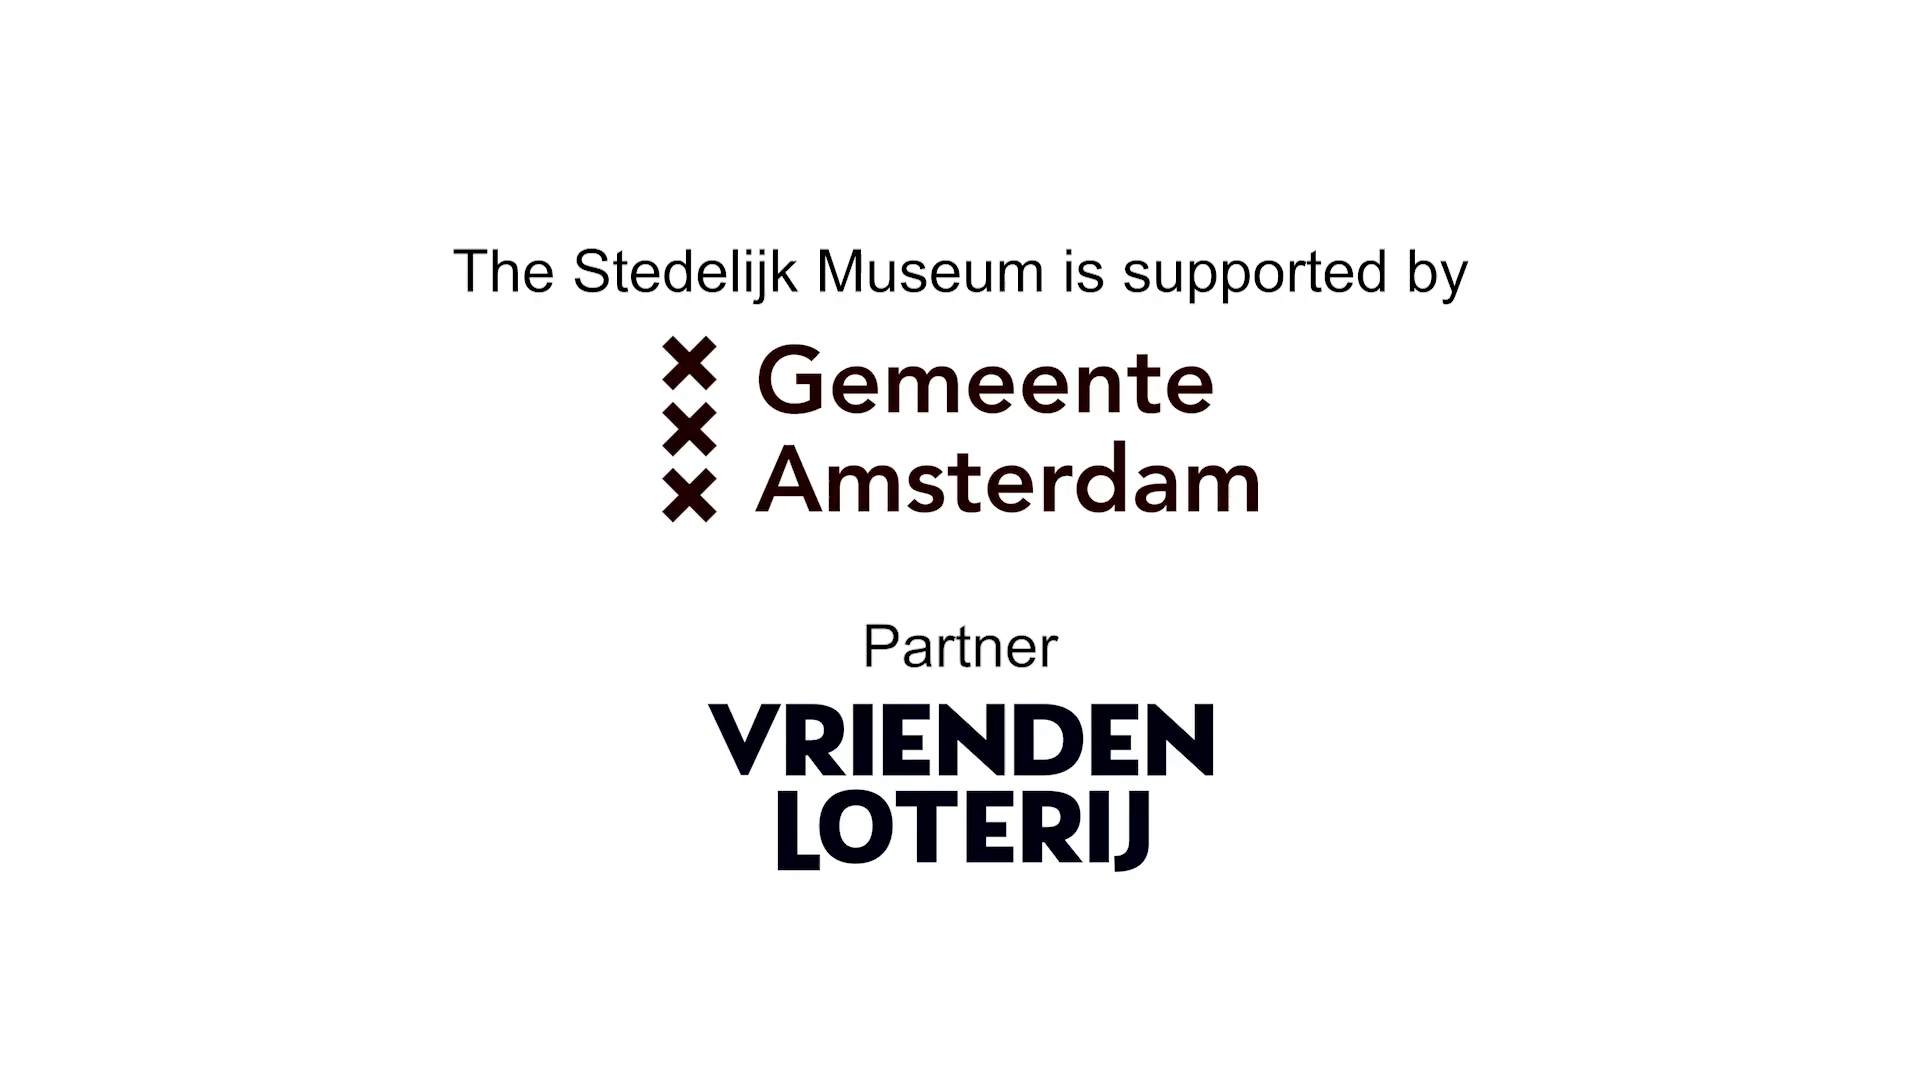 The Stedelijk Museum is supported by
Gemeente
Amsterdam
Partner
VRIENDEN
LOTERIJ